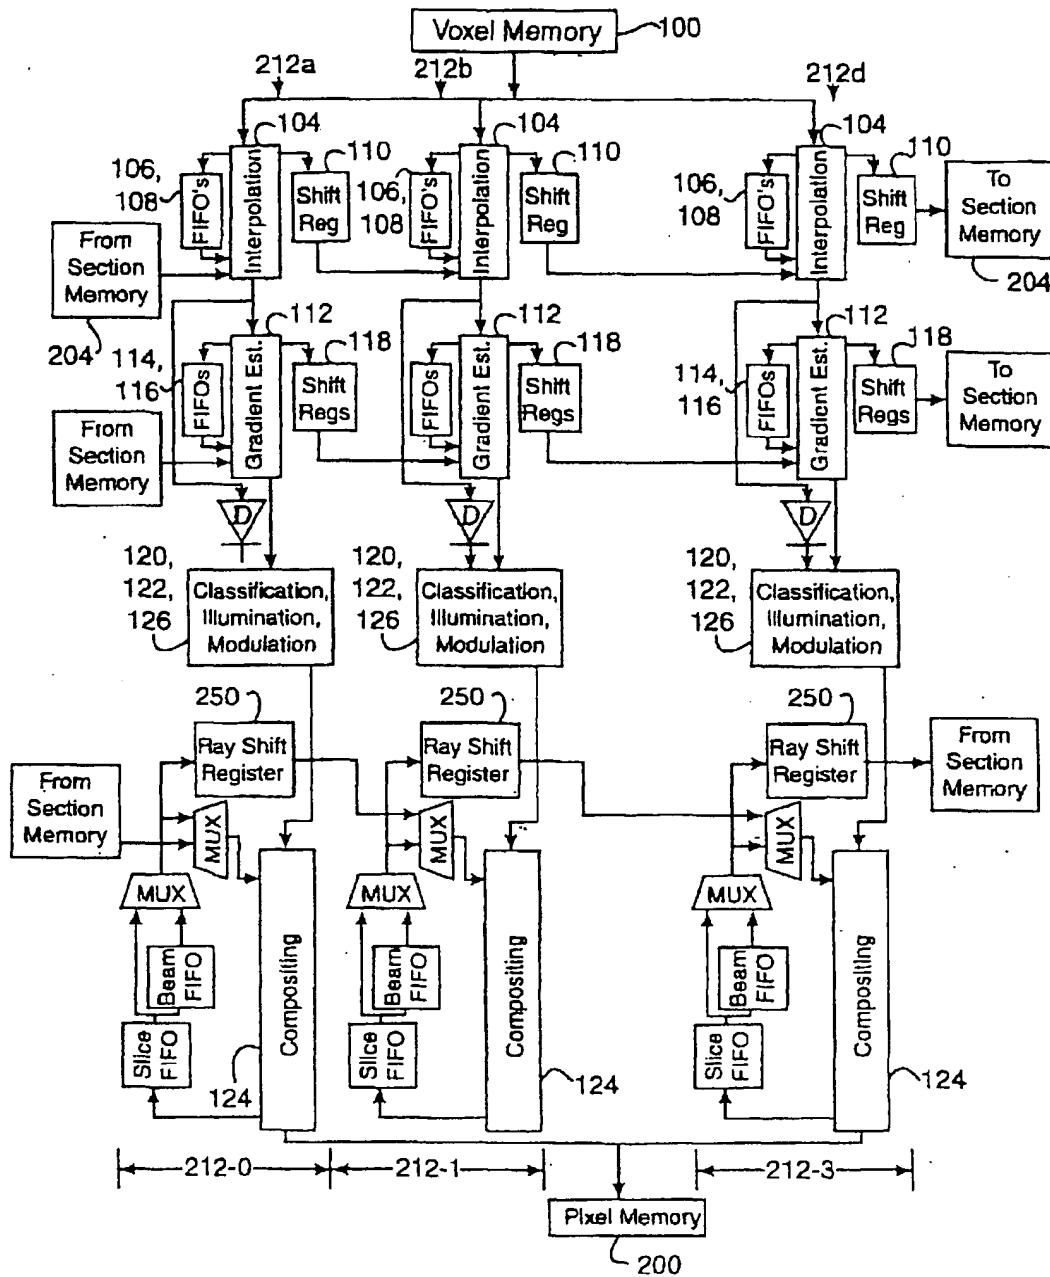 Voxel Memory
100
212a
212b
212d
104
104
104
110
110
110
106,
108
FIFO's
Interpolation
Shift
Reg
106,
108
FIFO's
Interpolation
Shift
Reg
106,
108
FIFO's
Interpolation
Shift
Reg
To
Section
Memory
From
Section
Memory
204
204
112
112
112
118
118
118
114,
116
FIFOs
Gradient Est.
Shift
Regs
FIFOs
Gradient Est.
Shift
Regs
114,
116
FIFOs
Gradient Est.
Shift
Regs
To
Section
Memory
From
Section
Memory
D
D
D
120,
122,
126
Classification,
Illumination,
Modulation
120,
122,
126
Classification,
Illumination,
Modulation
120,
122,
126
Classification,
Illumination,
Modulation
250
250
250
Ray Shift
Register
Ray Shift
Register
Ray Shift
Register
From
Section
Memory
From
Section
Memory
MUX
MUX
MUX
MUX
MUX
MUX
Beam
FIFO
Slice
FIFO
Compositing
Beam
FIFO
Slice
FIFO
Compositing
Beam
FIFO
Slice
FIFO
Compositing
124
124
124
212-0
212-1
212-3
Pixel Memory
200